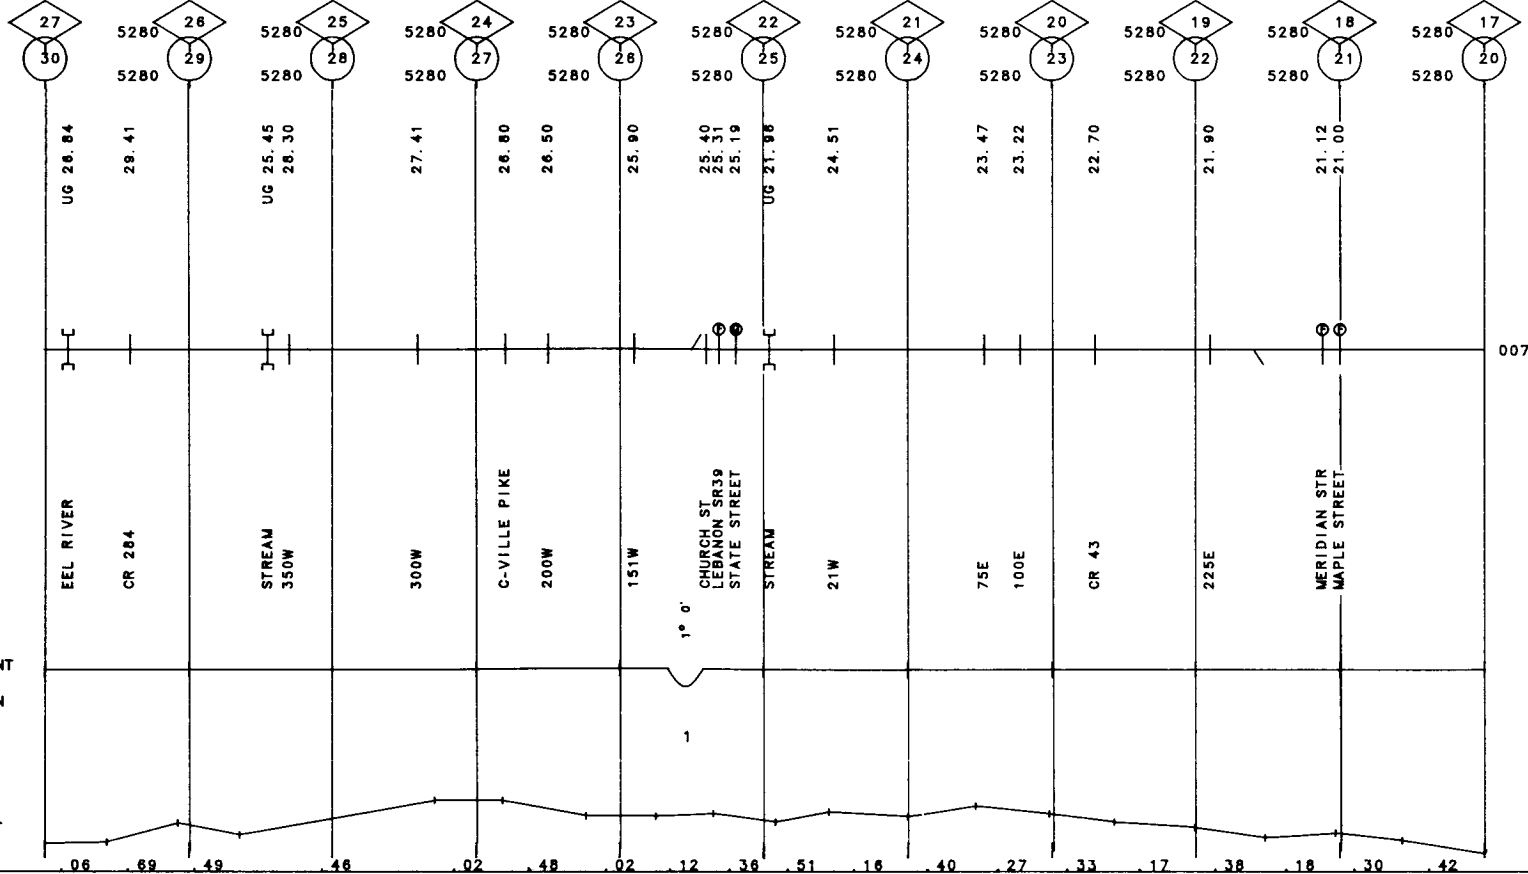 27 26 25 24 23 22 21 20 19 18 17
5280 5280 5280 5280 5280 5280 5280 5280 5280 5280
30 29 28 27 26 25 24 23 22 21 20
5280 5280 5280 5280 5280 5280 5280 5280 5280 5280
UG 26.84
29.41
UG 25.45
28.30
27.41
26.80
26.50
25.90
25.40
25.31
25.19
UG 21.96
24.51
23.47
23.22
22.70
21.90
21.12
21.00
007
EEL RIVER
CR 284
STREAM
350W
300W
C-VILLE PIKE
200W
151W
CHURCH ST
LEBANON SR39
STATE STREET
STREAM
21W
75E
100E
CR 43
225E
MERIDIAN STR
MAPLE STREET
1° 0'
NT
N
1
.06 .69 .49 .46 .02 .48 .02 .12 .36 .51 .16 .40 .27 .33 .17 .38 .18 .30 .42